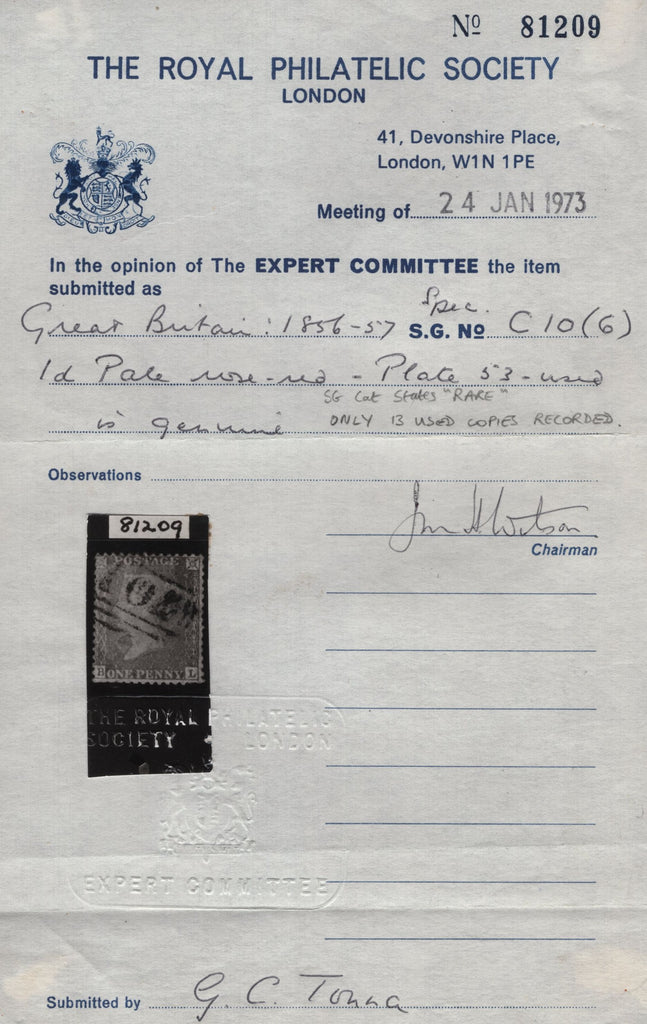 Nº 81209
THE ROYAL PHILATELIC SOCIETY
LONDON
41, Devonshire Place,
London, W1N 1PE
Meeting of 24 JAN 1973
In the opinion of The EXPERT COMMITTEE the item
submitted as
Great Britain: 1856-57 Spec. S.G. Nº C10(6)
1d Pale rose-red - Plate 53 - used
SG Cat States "RARE"
is genuine ONLY 13 USED COPIES RECORDED.
Observations
81209
Chairman
POSTAGE
B ONE PENNY L
THE ROYAL PHILATELIC
SOCIETY LONDON
EXPERT COMMITTEE
Submitted by G. C. Tonna